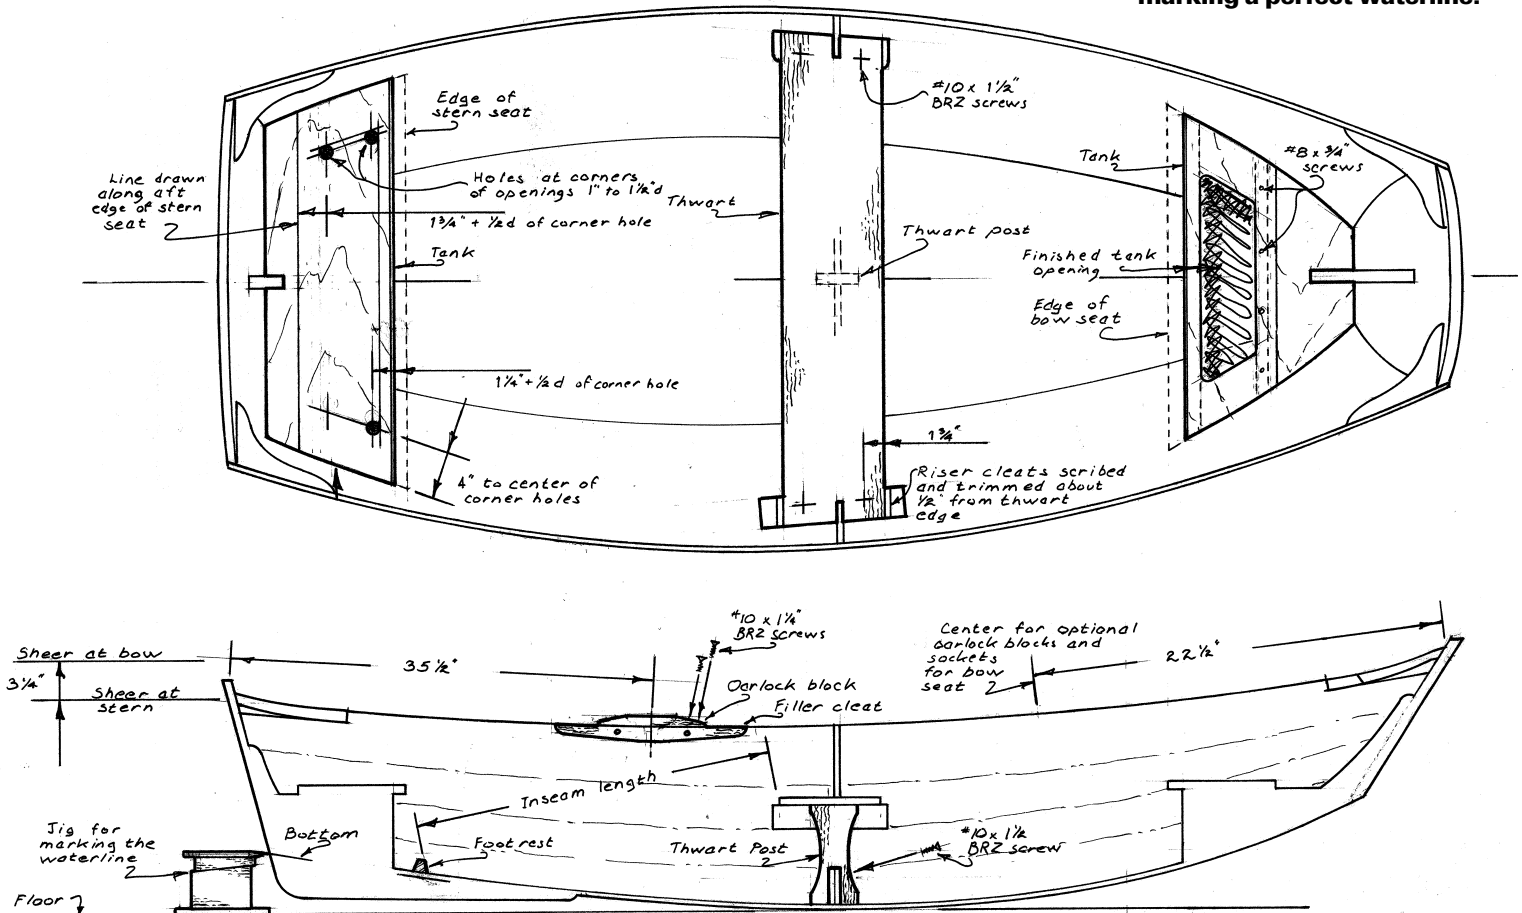 marking a perfect waterline.
Edge of
stern seat
#10 x 1½"
BRZ screws
#8 x ¾"
screws
Tank
Line drawn
along aft
edge of stern
seat
Holes at corners
of openings 1" to 1½"d
Thwart
1¾" + ½d of corner hole
Thwart post
Tank
Finished tank
opening
Edge of
bow seat
1¼" + ½d of corner hole
1¾"
4" to center of
corner holes
Riser cleats scribed
and trimmed about
½" from thwart
edge
#10 x 1¼"
BRZ screws
Center for optional
oarlock blocks and
sockets
for bow
seat
Sheer at bow
35½"
22½"
3¼"
Sheer at
stern
Oarlock block
Filler cleat
Inseam length
Jig for
marking the
waterline
Bottom
Foot rest
Thwart Post
#10 x 1½
BRZ screw
Floor